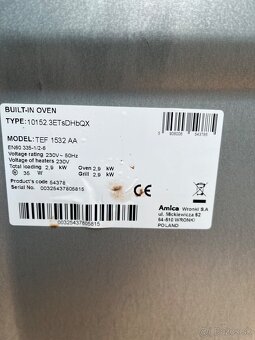 BUILT-IN OVEN
TYPE: 10152.3ETsDHbQX
MODEL: TEF 1532 AA
EN60 335-1/2-6
Voltage rating 230V ~ 50Hz
Voltage of heaters 230V
Total loading 2,9 kW Oven 2,9 kW
35 W Grill 2,9 kW
Product's code 54378
Serial No. 00325437805815
00325437805815
CE
Amica Wronki S.A
ul. Mickiewicza 52
64-510 WRONKI
POLAND